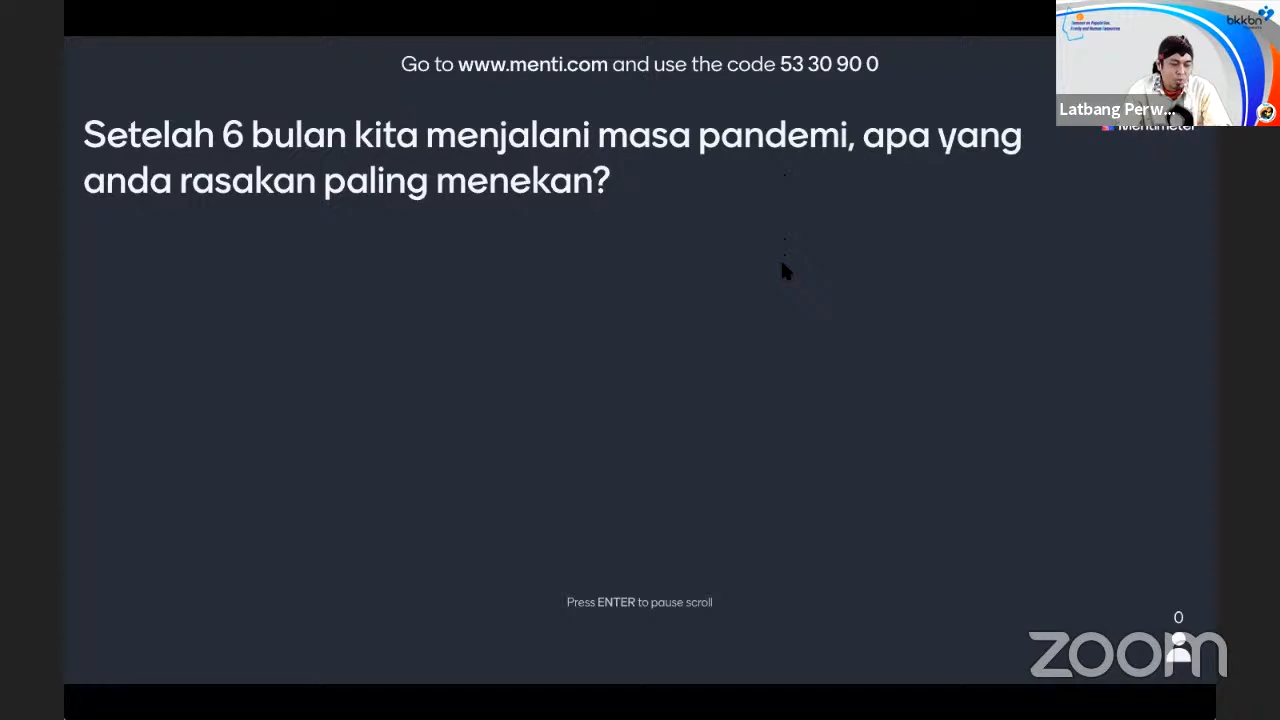 Go to www.menti.com and use the code 53 30 90 0
bkkbn
Latbang Perw...
Mentimeter
Setelah 6 bulan kita menjalani masa pandemi, apa yang
anda rasakan paling menekan?
Press ENTER to pause scroll
0
zoom